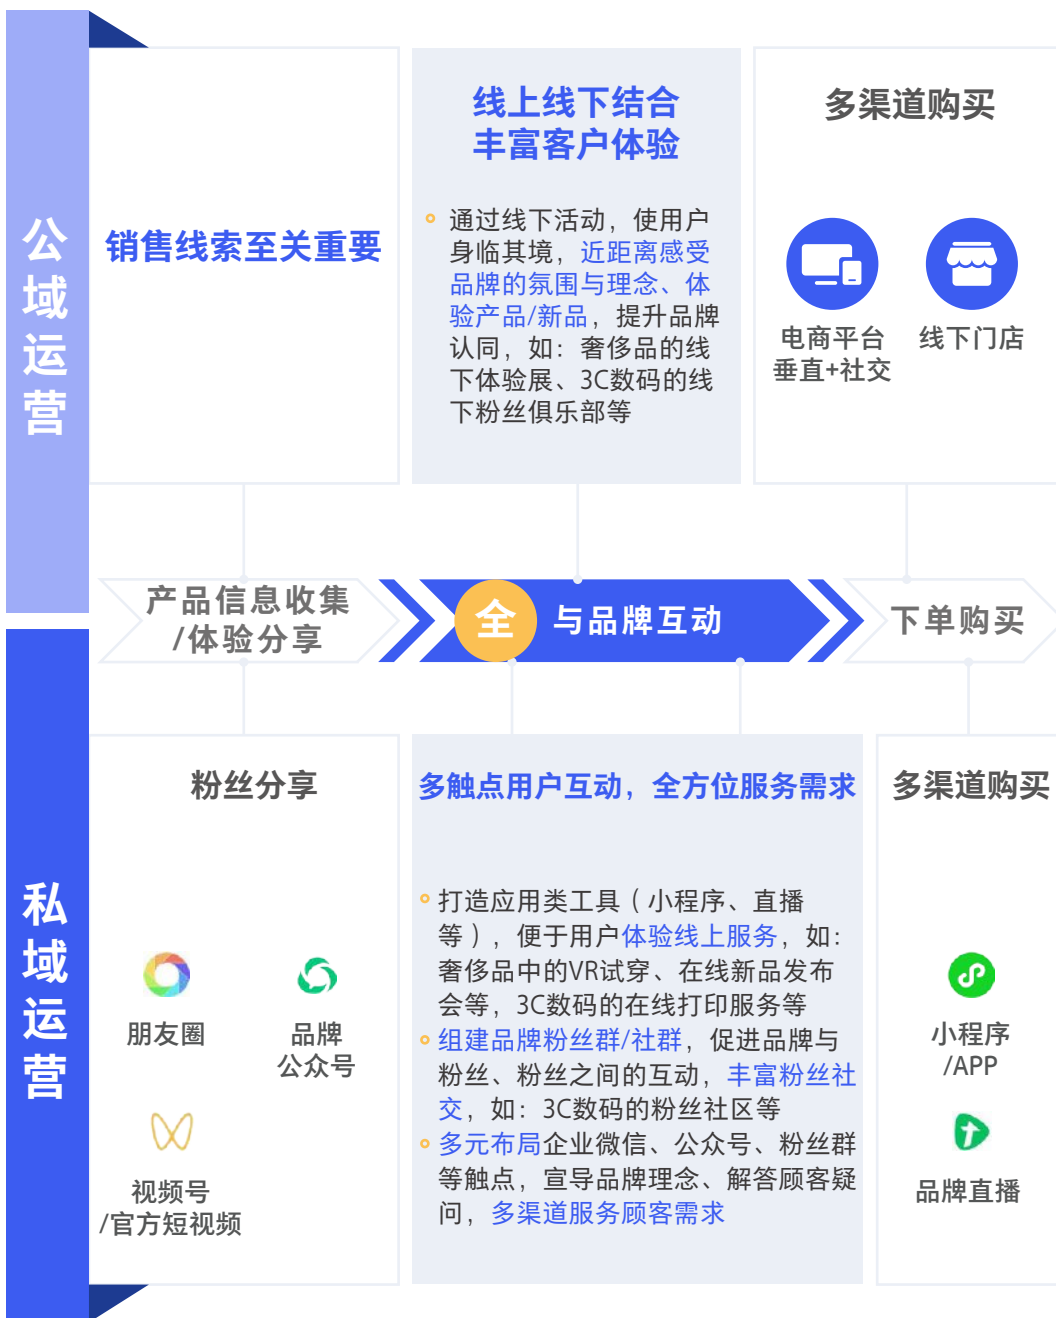 公域运营
销售线索至关重要
线上线下结合
丰富客户体验
通过线下活动，使用户
身临其境，近距离感受
品牌的氛围与理念、体
验产品/新品，提升品牌
认同，如：奢侈品的线
下体验展、3C数码的线
下粉丝俱乐部等
多渠道购买
电商平台
垂直+社交
线下门店
产品信息收集
/体验分享
全
与品牌互动
下单购买
私域运营
粉丝分享
朋友圈
品牌
公众号
视频号
/官方短视频
多触点用户互动，全方位服务需求
打造应用类工具（小程序、直播
等），便于用户体验线上服务，如：
奢侈品中的VR试穿、在线新品发布
会等，3C数码的在线打印服务等
组建品牌粉丝群/社群，促进品牌与
粉丝、粉丝之间的互动，丰富粉丝社
交，如：3C数码的粉丝社区等
多元布局企业微信、公众号、粉丝群
等触点，宣导品牌理念、解答顾客疑
问，多渠道服务顾客需求
多渠道购买
小程序
/APP
品牌直播